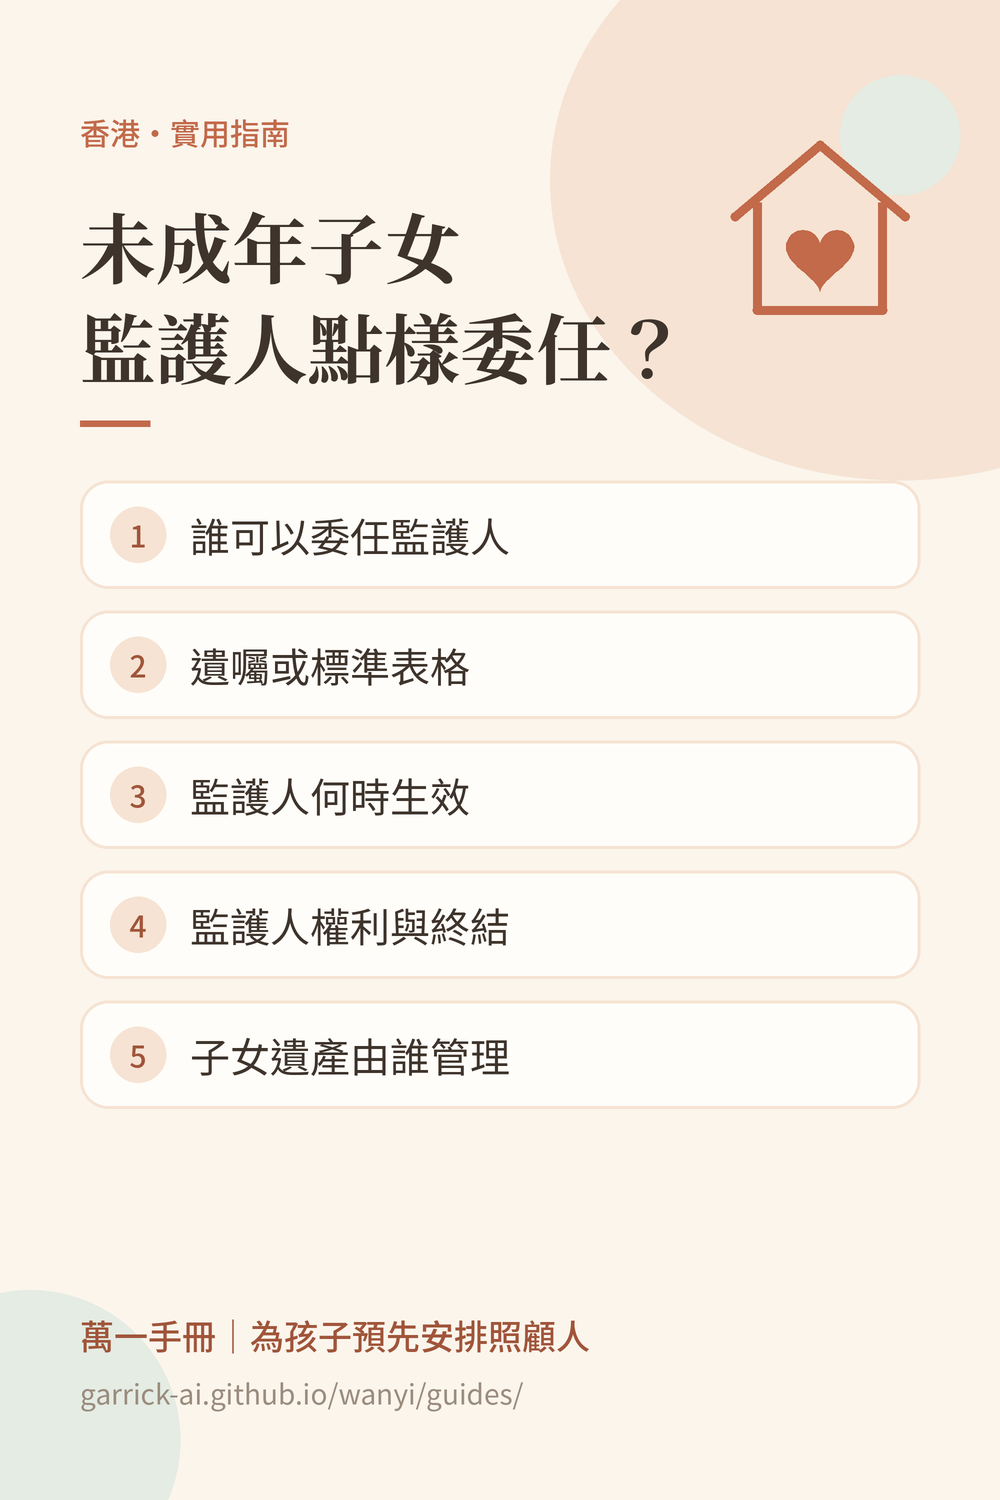 香港・實用指南
未成年子女
監護人點樣委任？
1 誰可以委任監護人
2 遺囑或標準表格
3 監護人何時生效
4 監護人權利與終結
5 子女遺產由誰管理
萬一手冊｜為孩子預先安排照顧人
garrick-ai.github.io/wanyi/guides/